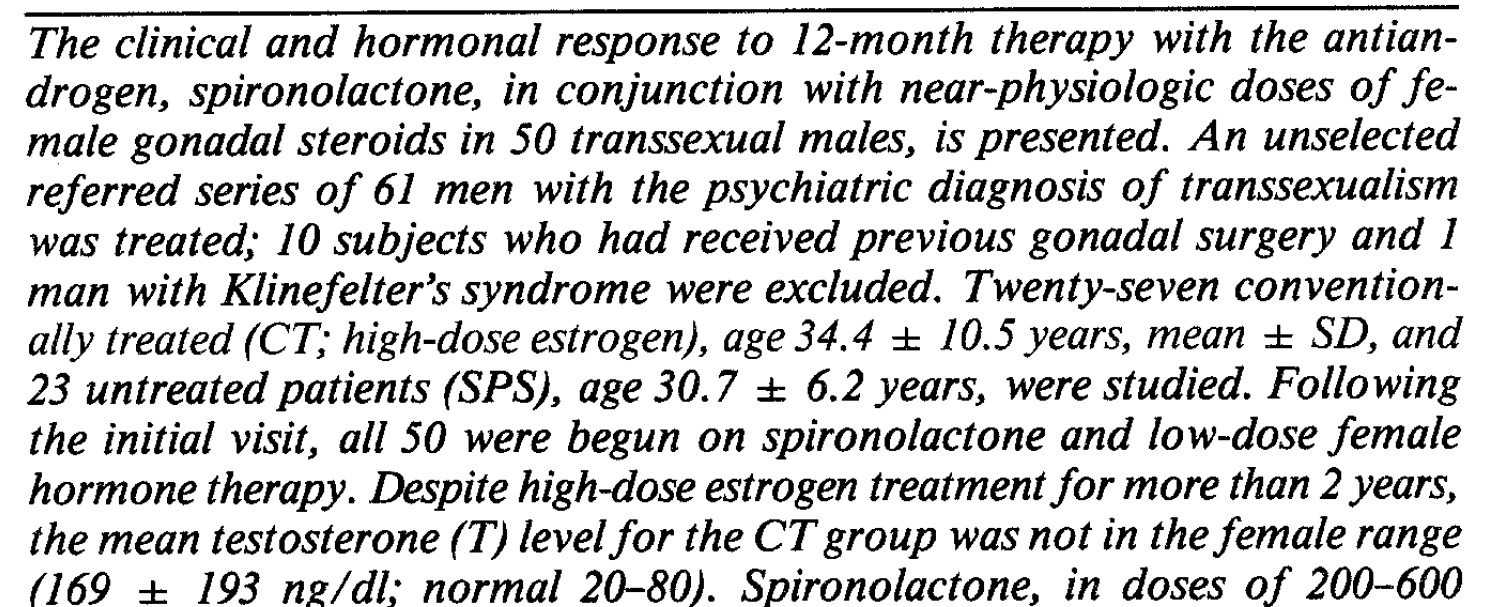 The clinical and hormonal response to 12-month therapy with the antian-
drogen, spironolactone, in conjunction with near-physiologic doses of fe-
male gonadal steroids in 50 transsexual males, is presented. An unselected
referred series of 61 men with the psychiatric diagnosis of transsexualism
was treated; 10 subjects who had received previous gonadal surgery and 1
man with Klinefelter's syndrome were excluded. Twenty-seven convention-
ally treated (CT; high-dose estrogen), age 34.4 ± 10.5 years, mean ± SD, and
23 untreated patients (SPS), age 30.7 ± 6.2 years, were studied. Following
the initial visit, all 50 were begun on spironolactone and low-dose female
hormone therapy. Despite high-dose estrogen treatment for more than 2 years,
the mean testosterone (T) level for the CT group was not in the female range
(169 ± 193 ng/dl; normal 20–80). Spironolactone, in doses of 200–600